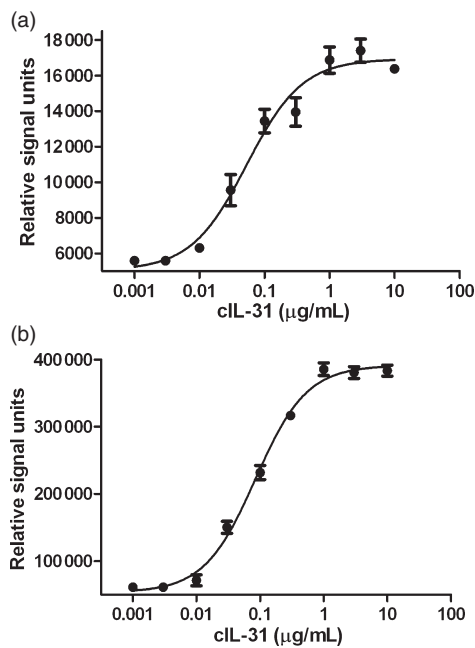 (a)
18 000
16 000
14 000
12 000
10 000
8000
6000
Relative signal units
0.001 0.01 0.1 1 10 100
cIL-31 (μg/mL)
(b)
400 000
300 000
200 000
100 000
Relative signal units
0.001 0.01 0.1 1 10 100
cIL-31 (μg/mL)